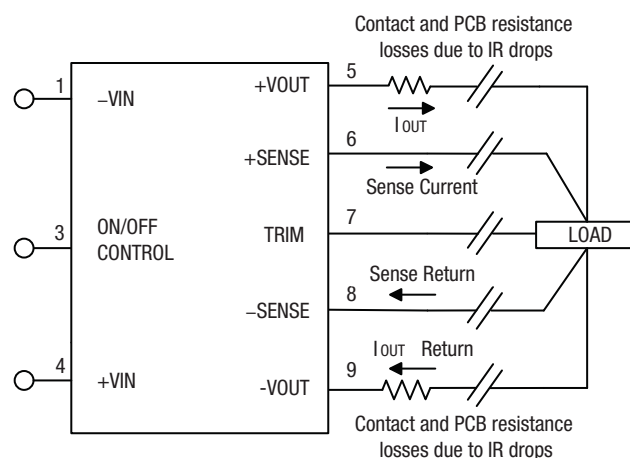 Contact and PCB resistance
losses due to IR drops
1
–VIN
+VOUT
5
IOUT
6
+SENSE
Sense Current
3
ON/OFF
CONTROL
TRIM
7
LOAD
Sense Return
8
–SENSE
4
+VIN
IOUT Return
9
-VOUT
Contact and PCB resistance
losses due to IR drops